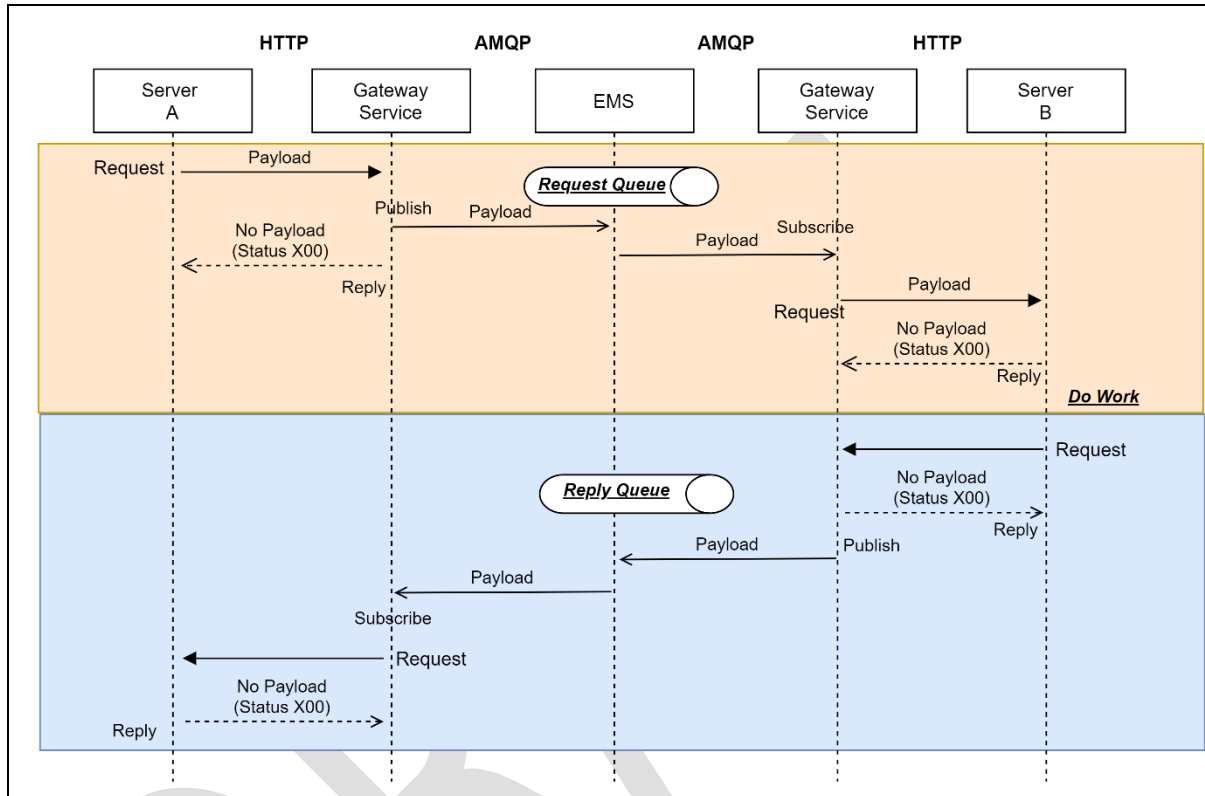 HTTP
AMQP
AMQP
HTTP
Server
A
Gateway
Service
EMS
Gateway
Service
Server
B
Request
Payload
Request Queue
Publish
Payload
Subscribe
No Payload
(Status X00)
Payload
Reply
Payload
Request
No Payload
(Status X00)
Reply
Do Work
Request
No Payload
(Status X00)
Reply Queue
Reply
Payload
Publish
Payload
Subscribe
Request
No Payload
(Status X00)
Reply